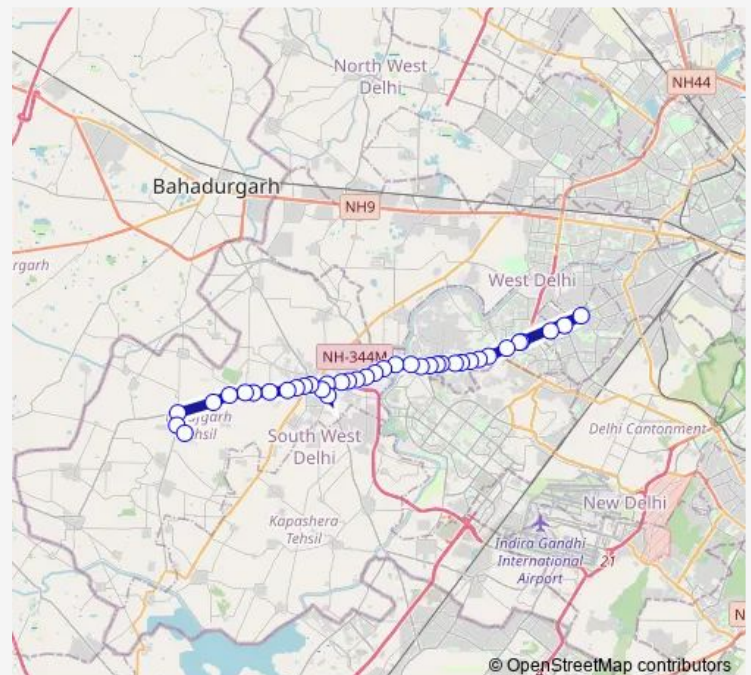 North West
Delhi
NH44
Bahadurgarh
NH9
rgarh
West Delhi
NH-344M
Tehsil
South West
Delhi
Delhi Cantonment
New Delhi
Kapashera
Tehsil
Indira Gandhi
International
Airport
21
N
© OpenStreetMap contributors